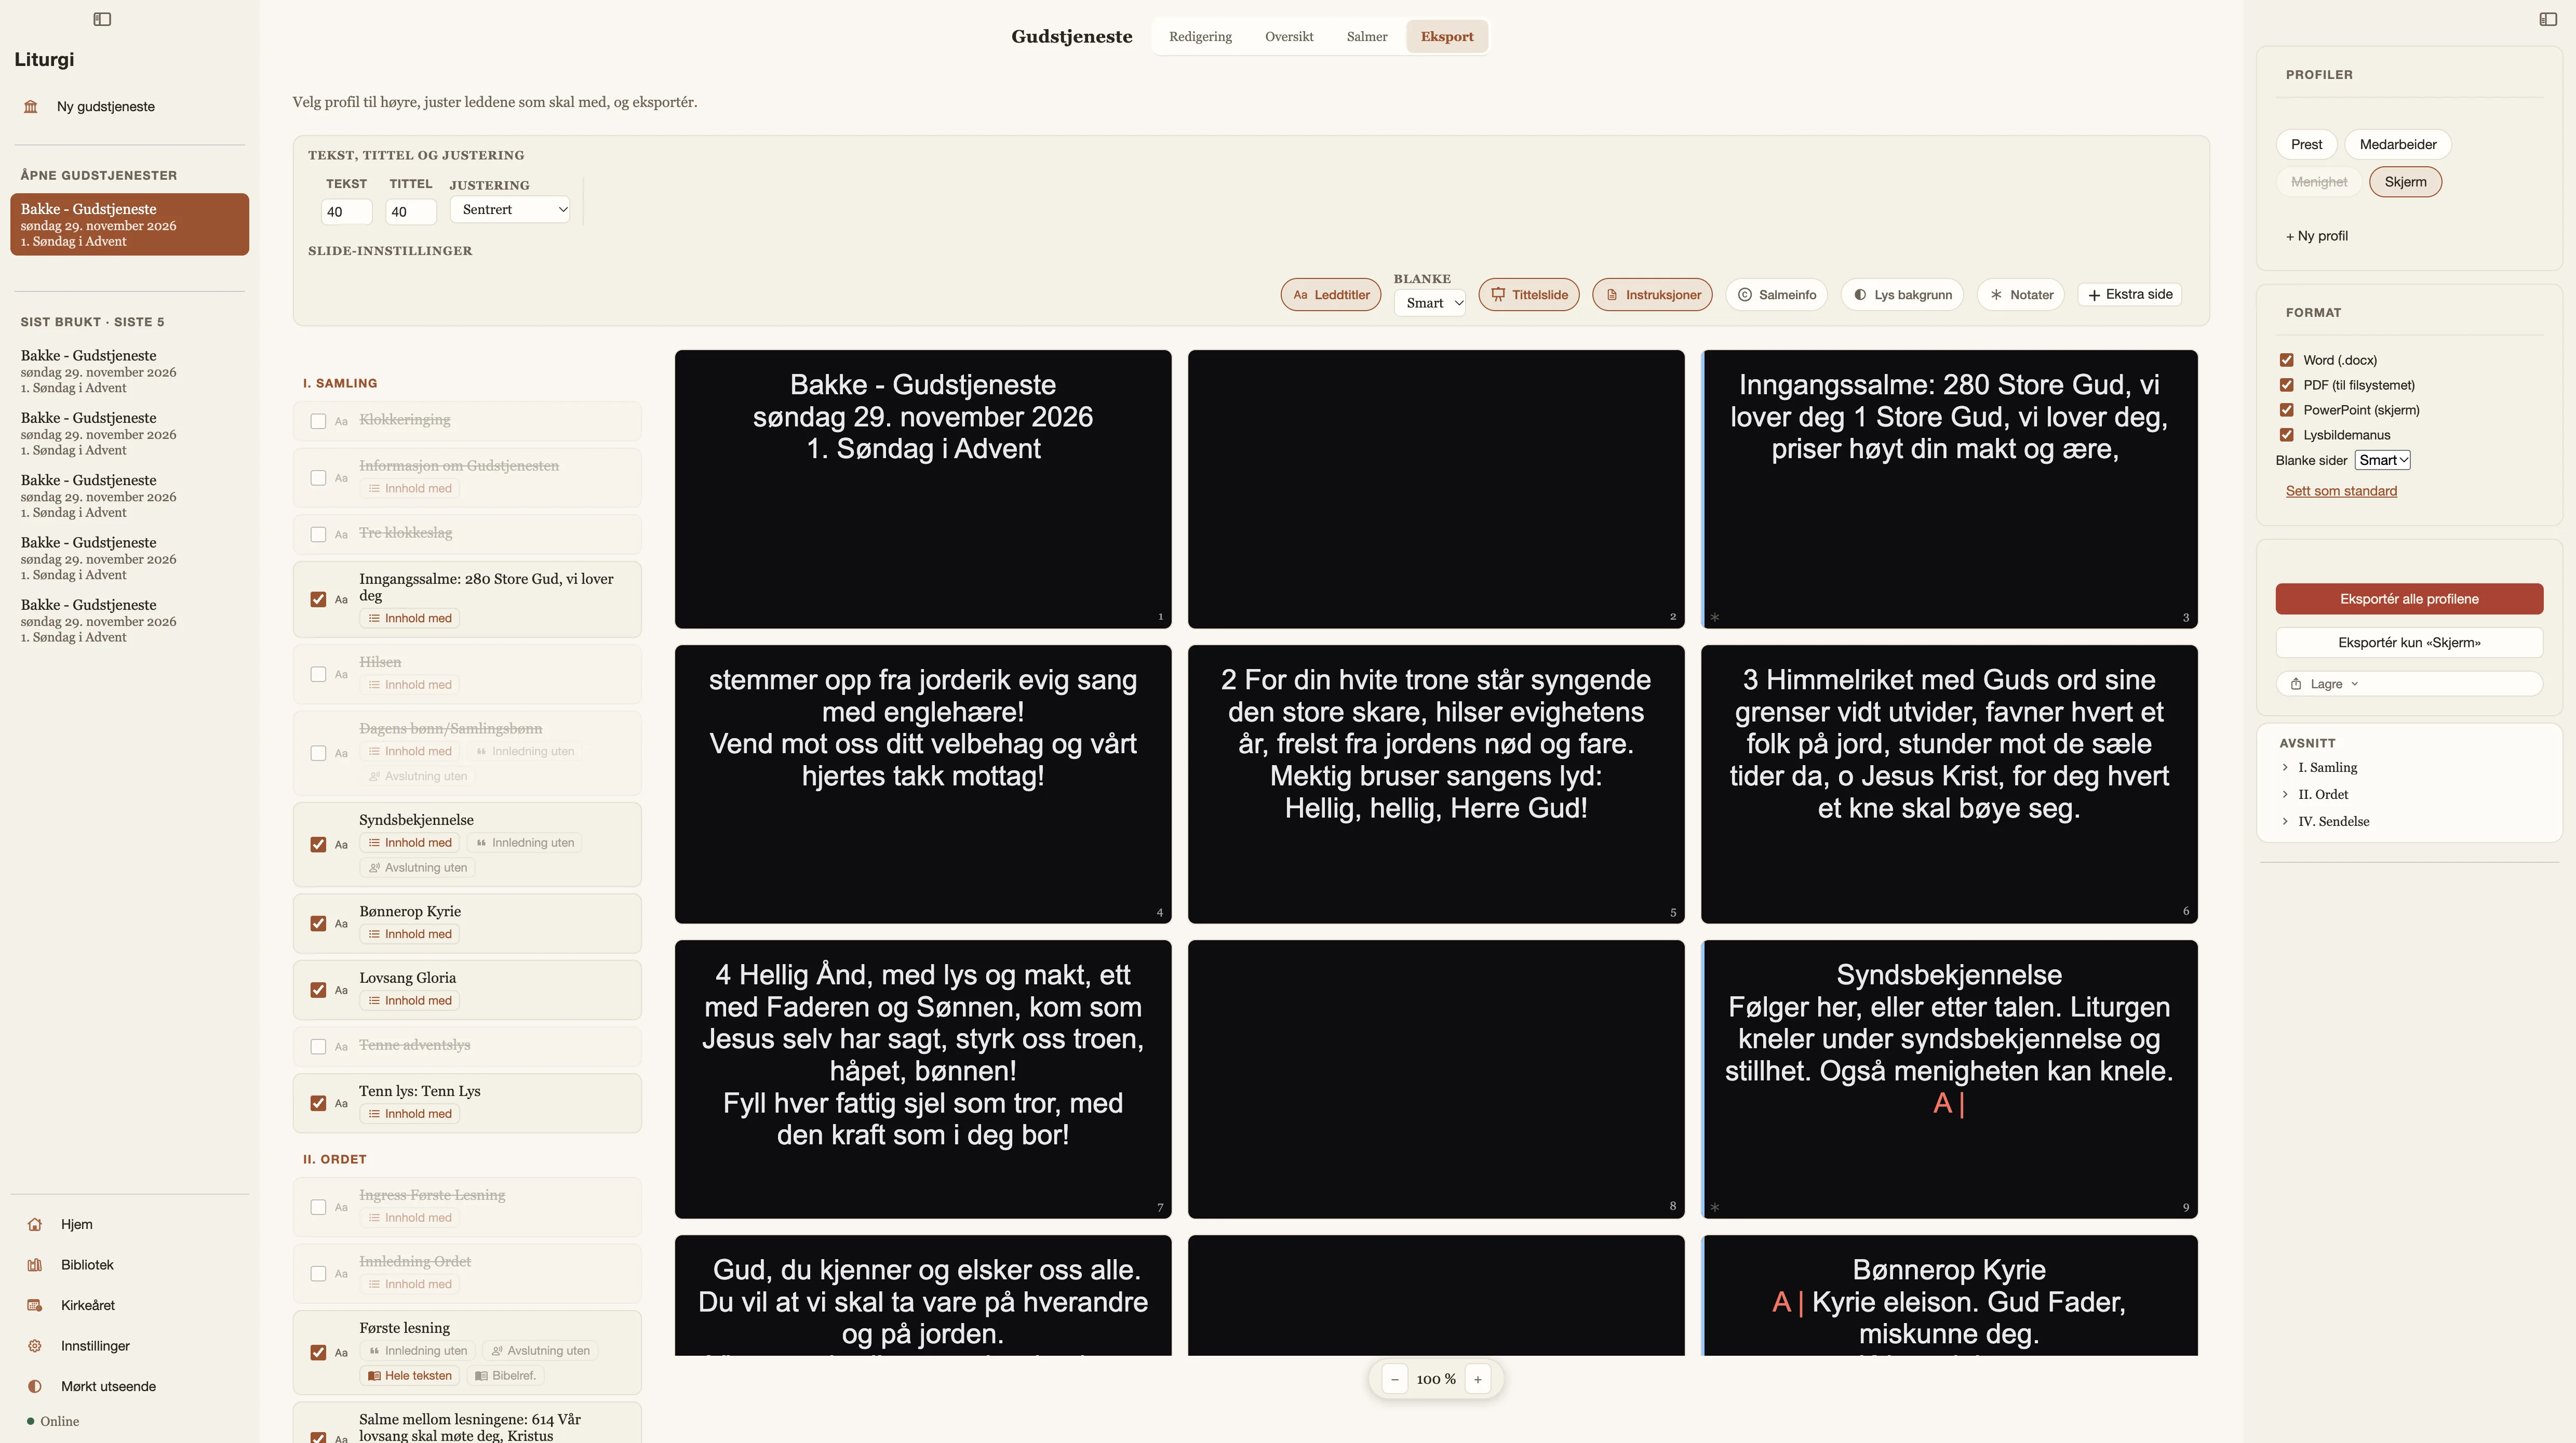 Liturgi
Ny gudstjeneste
ÅPNE GUDSTJENESTER
Bakke - Gudstjeneste
søndag 29. november 2026
1. Søndag i Advent
SIST BRUKT · SISTE 5
Bakke - Gudstjeneste
søndag 29. november 2026
1. Søndag i Advent
Bakke - Gudstjeneste
søndag 29. november 2026
1. Søndag i Advent
Bakke - Gudstjeneste
søndag 29. november 2026
1. Søndag i Advent
Bakke - Gudstjeneste
søndag 29. november 2026
1. Søndag i Advent
Bakke - Gudstjeneste
søndag 29. november 2026
1. Søndag i Advent
Hjem
Bibliotek
Kirkeåret
Innstillinger
Mørkt utseende
Online
Gudstjeneste Redigering Oversikt Salmer Eksport
Velg profil til høyre, juster leddene som skal med, og eksportér.
TEKST, TITTEL OG JUSTERING
TEKST TITTEL JUSTERING
40 40 Sentrert
SLIDE-INNSTILLINGER
BLANKE
Aa Leddtitler Smart Tittelslide Instruksjoner Salmeinfo Lys bakgrunn Notater + Ekstra side
I. SAMLING
Aa Klokkeringing
Aa Informasjon om Gudstjenesten
Innhold med
Aa Tre klokkeslag
Aa Inngangssalme: 280 Store Gud, vi lover
deg
Innhold med
Aa Hilsen
Innhold med
Aa Dagens bønn/Samlingsbønn
Innhold med Innledning uten
Avslutning uten
Aa Syndsbekjennelse
Innhold med Innledning uten
Avslutning uten
Aa Bønnerop Kyrie
Innhold med
Aa Lovsang Gloria
Innhold med
Aa Tenne adventslys
Aa Tenn lys: Tenn Lys
Innhold med
II. ORDET
Aa Ingress Første Lesning
Innhold med
Aa Innledning Ordet
Innhold med
Aa Første lesning
Innledning uten Avslutning uten
Hele teksten Bibelref.
Aa Salme mellom lesningene: 614 Vår
lovsang skal møte deg, Kristus
Bakke - Gudstjeneste
søndag 29. november 2026
1. Søndag i Advent
1
2
Inngangssalme: 280 Store Gud, vi
lover deg 1 Store Gud, vi lover deg,
priser høyt din makt og ære,
3
stemmer opp fra jorderik evig sang
med englehære!
Vend mot oss ditt velbehag og vårt
hjertes takk mottag!
4
2 For din hvite trone står syngende
den store skare, hilser evighetens
år, frelst fra jordens nød og fare.
Mektig bruser sangens lyd:
Hellig, hellig, Herre Gud!
5
3 Himmelriket med Guds ord sine
grenser vidt utvider, favner hvert et
folk på jord, stunder mot de sæle
tider da, o Jesus Krist, for deg hvert
et kne skal bøye seg.
6
4 Hellig Ånd, med lys og makt, ett
med Faderen og Sønnen, kom som
Jesus selv har sagt, styrk oss troen,
håpet, bønnen!
Fyll hver fattig sjel som tror, med
den kraft som i deg bor!
7
8
Syndsbekjennelse
Følger her, eller etter talen. Liturgen
kneler under syndsbekjennelse og
stillhet. Også menigheten kan knele.
A |
9
Gud, du kjenner og elsker oss alle.
Du vil at vi skal ta vare på hverandre
og på jorden.
Bønnerop Kyrie
A | Kyrie eleison. Gud Fader,
miskunne deg.
− 100 % +
PROFILER
Prest Medarbeider
Menighet Skjerm
+ Ny profil
FORMAT
Word (.docx)
PDF (til filsystemet)
PowerPoint (skjerm)
Lysbildemanus
Blanke sider Smart
Sett som standard
Eksportér alle profilene
Eksportér kun «Skjerm»
Lagre
AVSNITT
I. Samling
II. Ordet
IV. Sendelse